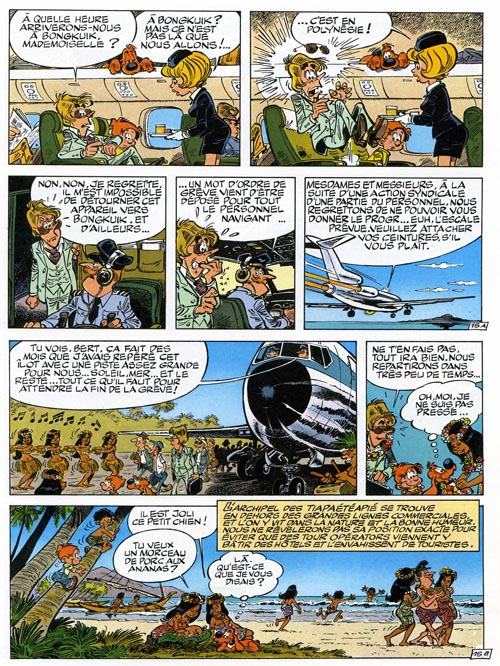 À QUELLE HEURE
ARRIVERONS-NOUS
À BONGKUIK,
MADEMOISELLE ?
À BONGKUIK ?
MAIS CE N'EST
PAS LÀ QUE
NOUS ALLONS !...
...C'EST EN
POLYNÉSIE !
NON, NON, JE REGRETTE,
IL M'EST IMPOSSIBLE
DE DÉTOURNER CET
APPAREIL VERS
BONGKUIK, ET
D'AILLEURS...
...UN MOT D'ORDRE DE
GRÈVE VIENT D'ÊTRE
DÉPOSÉ POUR TOUT
LE PERSONNEL
NAVIGANT ...
MESDAMES ET MESSIEURS, À LA
SUITE D'UNE ACTION SYNDICALE
D'UNE PARTIE DU PERSONNEL, NOUS
REGRETTONS DE NE POUVOIR VOUS
DONNER LE PROGR... EUH. L'ESCALE
PRÉVUE. VEUILLEZ ATTACHER
VOS CEINTURES, S'IL
VOUS PLAIT.
15.A
TU VOIS, BERT, ÇA FAIT DES
MOIS QUE J'AVAIS REPÉRÉ CET
ILOT AVEC UNE PISTE ASSEZ GRANDE
POUR NOUS...SOLEIL, MER... ET LE
RESTE... TOUT CE QU'IL FAUT POUR
ATTENDRE LA FIN DE LA GRÈVE !
NE T'EN FAIS PAS,
TOUT IRA BIEN. NOUS
REPARTIRONS DANS
TRÈS PEU DE TEMPS...
OH, MOI, JE
NE SUIS PAS
PRESSÉ...
IL EST JOLI
CE PETIT CHIEN !
TU VEUX
UN MORCEAU
DE PORC AUX
ANANAS ?
LÀ.
QU'EST-CE
QUE JE VOUS
DISAIS ?
L'ARCHIPEL DES TIAPAÉTÉAPIÉ SE TROUVE
EN DEHORS DES GRANDES LIGNES COMMERCIALES,
ET L'ON Y VIT DANS LA NATURE ET LA BONNE HUMEUR.
NOUS NE RÉVÉLERONS PAS SA POSITION EXACTE POUR
ÉVITER QUE DES TOUR OPÉRATORS VIENNENT Y
BÂTIR DES HÔTELS ET L'ENVAHISSENT DE TOURISTES.
15.B